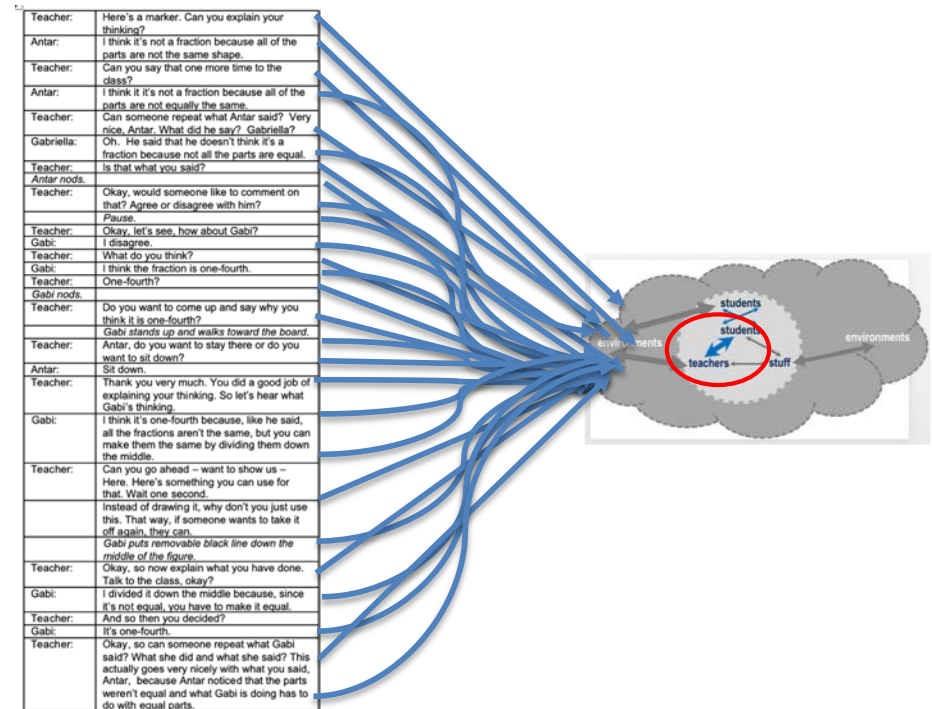 Teacher: Here's a marker. Can you explain your
thinking?
Antar: I think it's not a fraction because all of the
parts are not the same shape.
Teacher: Can you say that one more time to the
class?
Antar: I think it it's not a fraction because all of the
parts are not equally the same.
Teacher: Can someone repeat what Antar said? Very
nice, Antar. What did he say? Gabriella?
Gabriella: Oh. He said that he doesn't think it's a
fraction because not all the parts are equal.
Teacher: Is that what you said?
Antar nods.
Teacher: Okay, would someone like to comment on
that? Agree or disagree with him?
Pause.
Teacher: Okay, let's see, how about Gabi?
Gabi: I disagree.
Teacher: What do you think?
Gabi: I think the fraction is one-fourth.
Teacher: One-fourth?
Gabi nods.
Teacher: Do you want to come up and say why you
think it is one-fourth?
Gabi stands up and walks toward the board.
Teacher: Antar, do you want to stay there or do you
want to sit down?
Antar: Sit down.
Teacher: Thank you very much. You did a good job of
explaining your thinking. So let's hear what
Gabi's thinking.
Gabi: I think it's one-fourth because, like he said,
all the fractions aren't the same, but you can
make them the same by dividing them down
the middle.
Teacher: Can you go ahead – want to show us –
Here. Here's something you can use for
that. Wait one second.
Instead of drawing it, why don't you just use
this. That way, if someone wants to take it
off again, they can.
Gabi puts removable black line down the
middle of the figure.
Teacher: Okay, so now explain what you have done.
Talk to the class, okay?
Gabi: I divided it down the middle because, since
it's not equal, you have to make it equal.
Teacher: And so then you decided?
Gabi: It's one-fourth.
Teacher: Okay, so can someone repeat what Gabi
said? What she did and what she said? This
actually goes very nicely with what you said,
Antar, because Antar noticed that the parts
weren't equal and what Gabi is doing has to
do with equal parts.
students
students
environments
environments
teachers
stuff